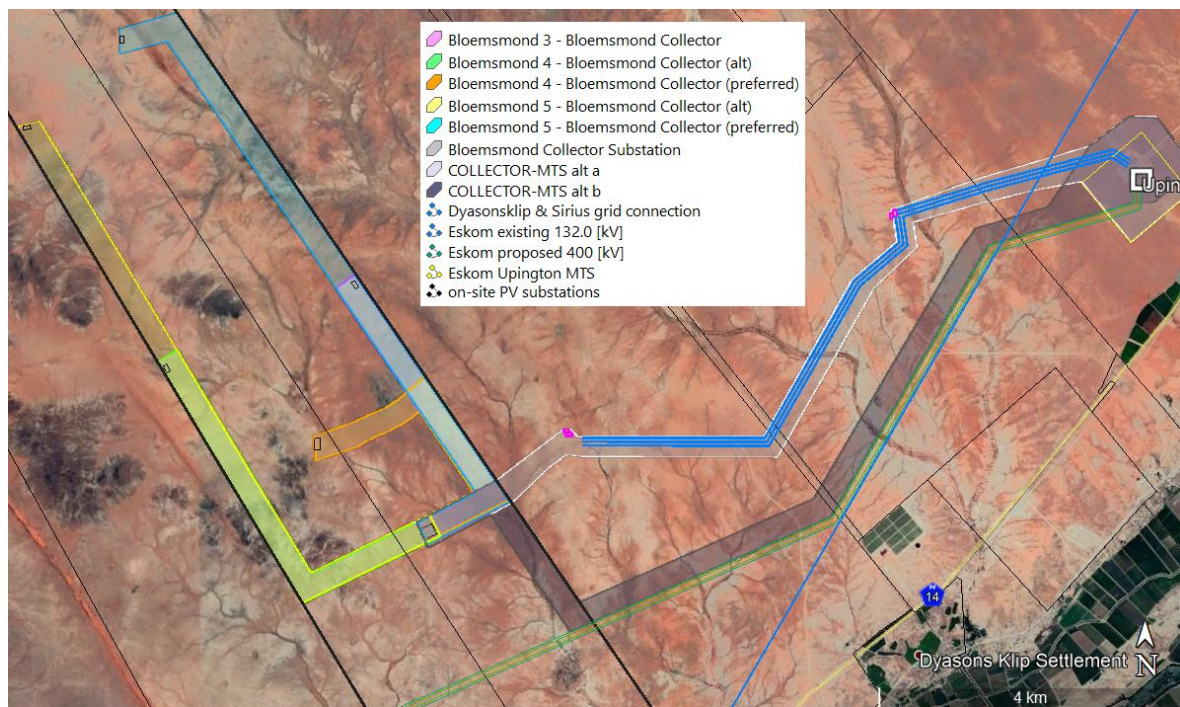 Bloemsmond 3 - Bloemsmond Collector
Bloemsmond 4 - Bloemsmond Collector (alt)
Bloemsmond 4 - Bloemsmond Collector (preferred)
Bloemsmond 5 - Bloemsmond Collector (alt)
Bloemsmond 5 - Bloemsmond Collector (preferred)
Bloemsmond Collector Substation
COLLECTOR-MTS alt a
COLLECTOR-MTS alt b
Dyasonsklip & Sirius grid connection
Eskom existing 132.0 [kV]
Eskom proposed 400 [kV]
Eskom Upington MTS
on-site PV substations
Upin
N
14
Dyasons Klip Settlement
N
4 km